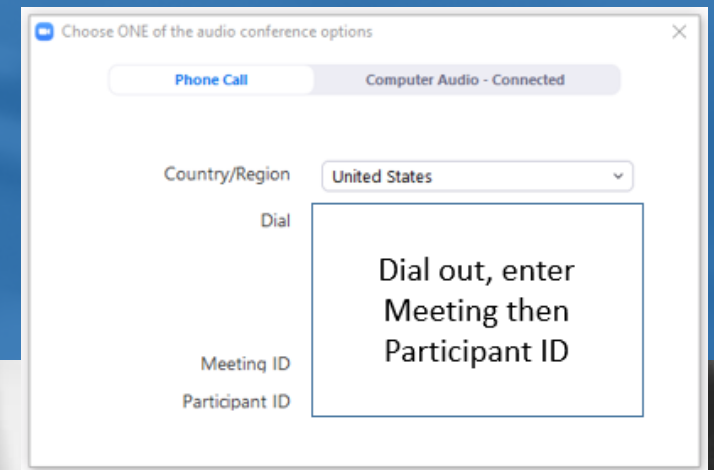 Choose ONE of the audio conference options
Phone Call
Computer Audio - Connected
Country/Region
United States
Dial
Dial out, enter
Meeting then
Participant ID
Meeting ID
Participant ID